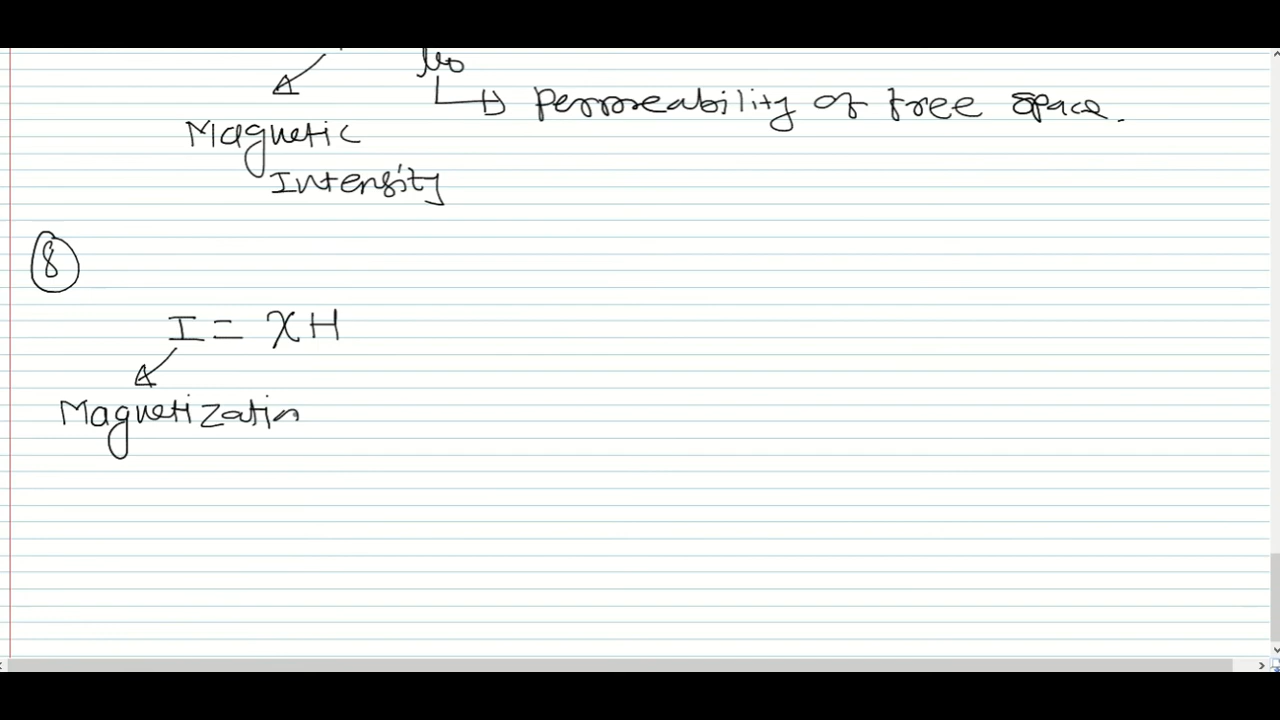 μ₀
Permeability of free space.
Magnetic
Intensity
8
I = χH
Magnetization